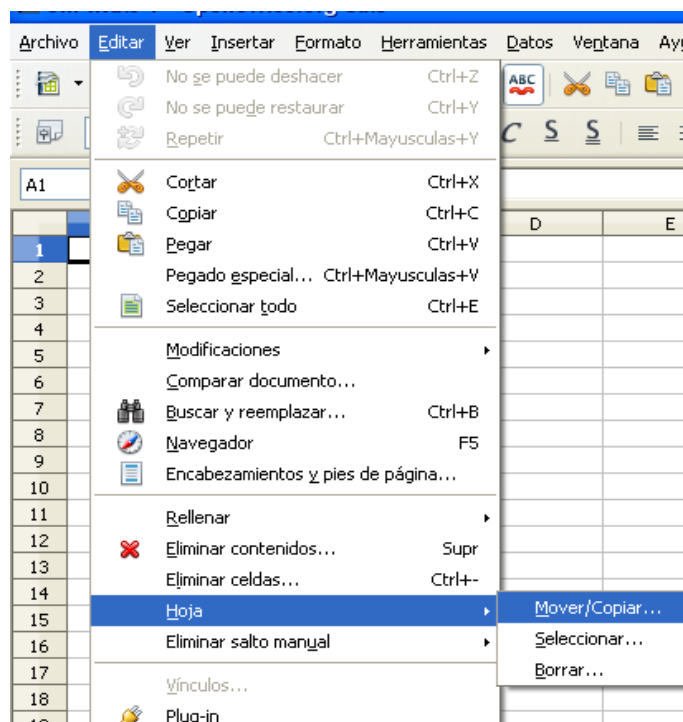 Archivo Editar Ver Insertar Formato Herramientas Datos Ventana
No se puede deshacer Ctrl+Z
ABC
No se puede restaurar Ctrl+Y
Repetir Ctrl+Mayusculas+Y
C S S
A1
Cortar Ctrl+X
Copiar Ctrl+C
D E
Pegar Ctrl+V
1
Pegado especial... Ctrl+Mayusculas+V
2
Seleccionar todo Ctrl+E
3
4
Modificaciones
5
Comparar documento...
6
Buscar y reemplazar... Ctrl+B
7
Navegador F5
8
Encabezamientos y pies de página...
9
10
Rellenar
11
Eliminar contenidos... Supr
12
Eliminar celdas... Ctrl+-
13
14
Hoja
Mover/Copiar...
15
Eliminar salto manual
Seleccionar...
16
Borrar...
17
Vínculos...
18
Plug-in